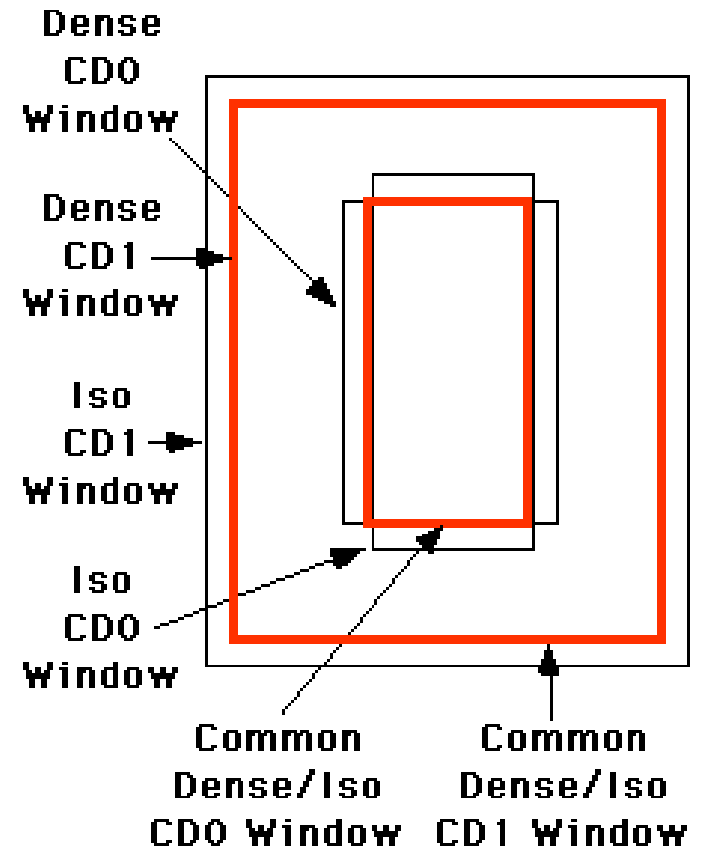 Dense
CD0
Window
Dense
CD1
Window
Iso
CD1
Window
Iso
CD0
Window
Common
Dense/Iso
CD0 Window
Common
Dense/Iso
CD1 Window